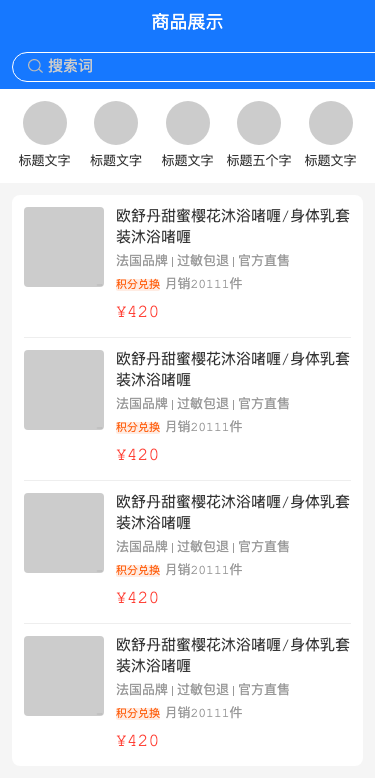 商品展示
搜索词
标题文字 标题文字 标题文字 标题五个字 标题文字
欧舒丹甜蜜樱花沐浴啫喱/身体乳套
装沐浴啫喱
法国品牌|过敏包退|官方直售
积分兑换 月销20111件
¥420
欧舒丹甜蜜樱花沐浴啫喱/身体乳套
装沐浴啫喱
法国品牌|过敏包退|官方直售
积分兑换 月销20111件
¥420
欧舒丹甜蜜樱花沐浴啫喱/身体乳套
装沐浴啫喱
法国品牌|过敏包退|官方直售
积分兑换 月销20111件
¥420
欧舒丹甜蜜樱花沐浴啫喱/身体乳套
装沐浴啫喱
法国品牌|过敏包退|官方直售
积分兑换 月销20111件
¥420